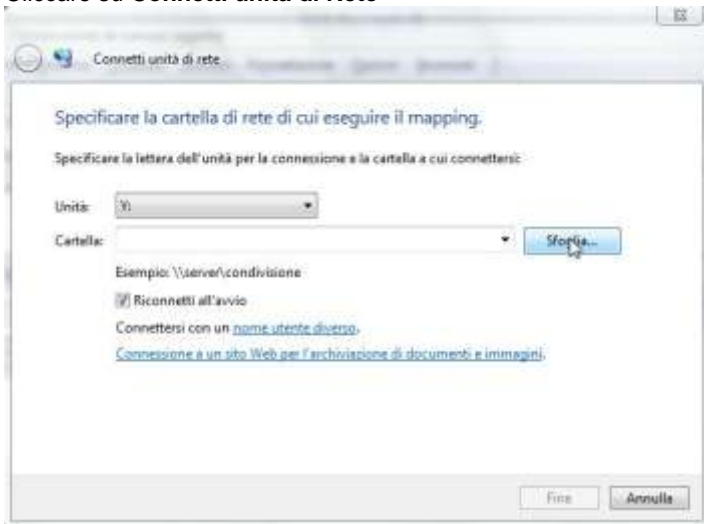 Cliccare su Connetti unità di Rete
Connetti unità di rete
Specificare la cartella di rete di cui eseguire il mapping.
Specificare la lettera dell'unità per la connessione e la cartella a cui connettersi:
Unità: Y:
Cartella: Sfoglia...
Esempio: \\server\condivisione
Riconnetti all'avvio
Connettersi con un nome utente diverso.
Connessione a un sito Web per l'archiviazione di documenti e immagini.
Fine Annulla